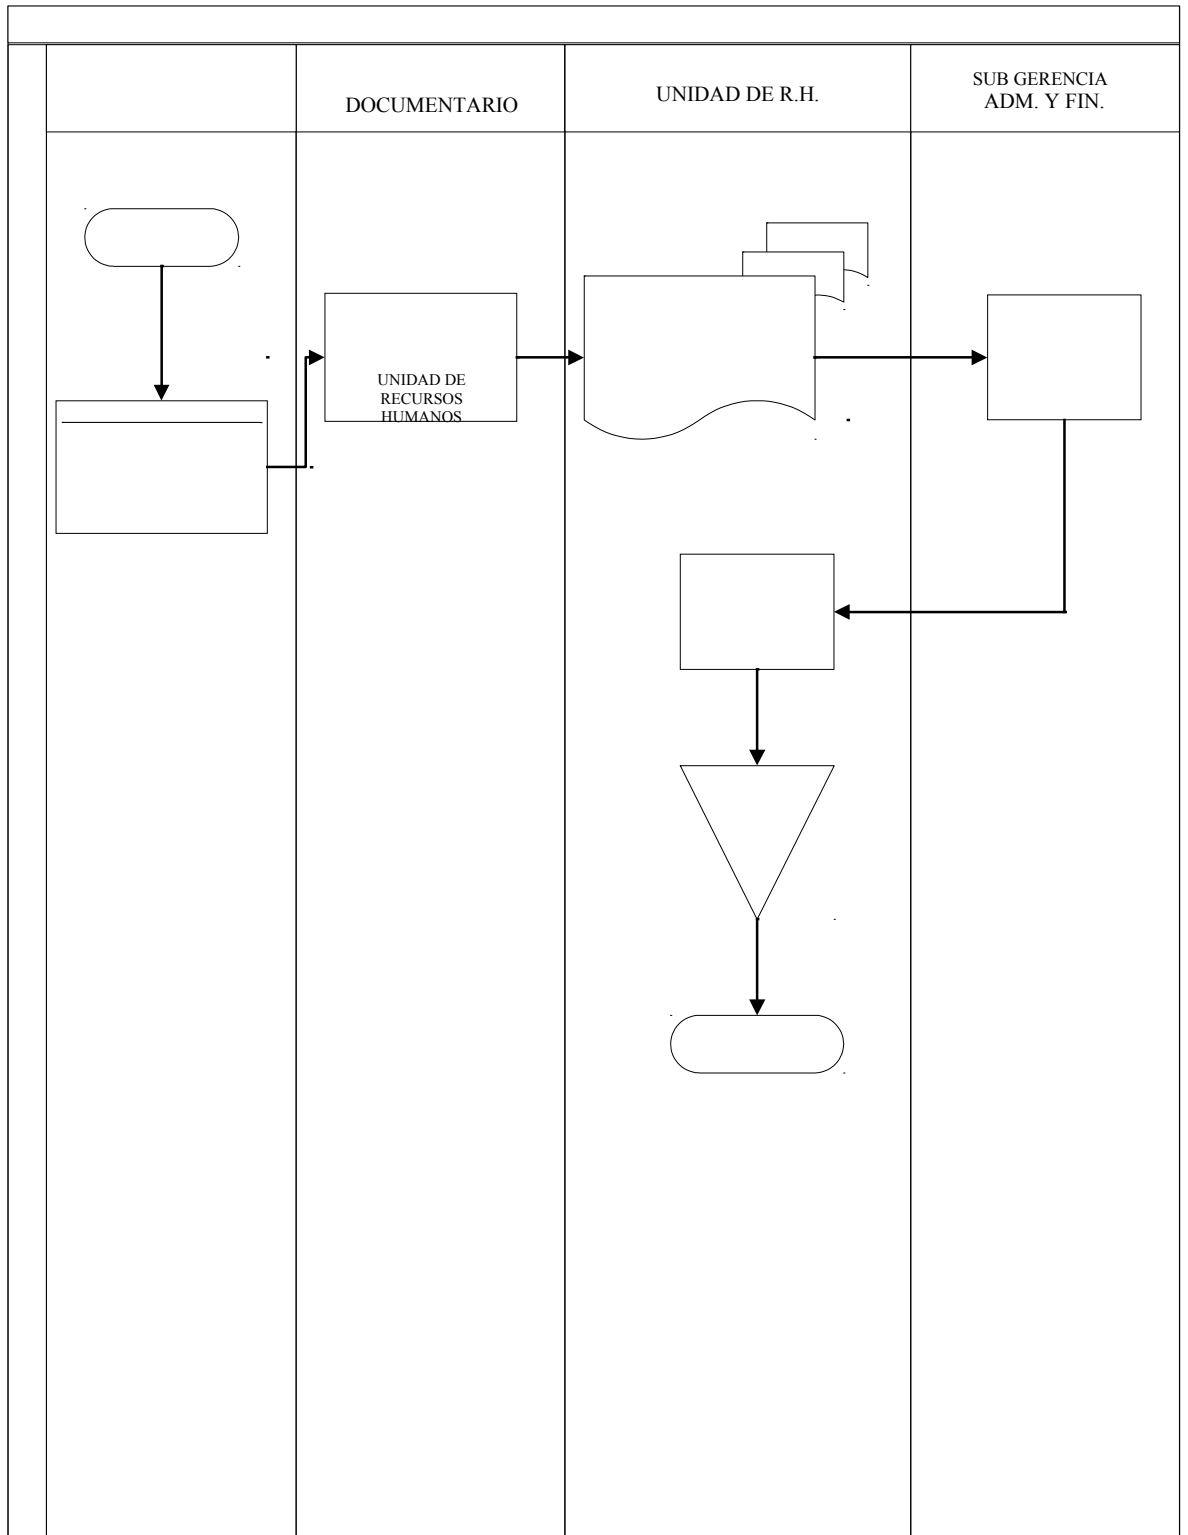 DOCUMENTARIO
UNIDAD DE R.H.
SUB GERENCIA
ADM. Y FIN.
UNIDAD DE
RECURSOS
HUMANOS